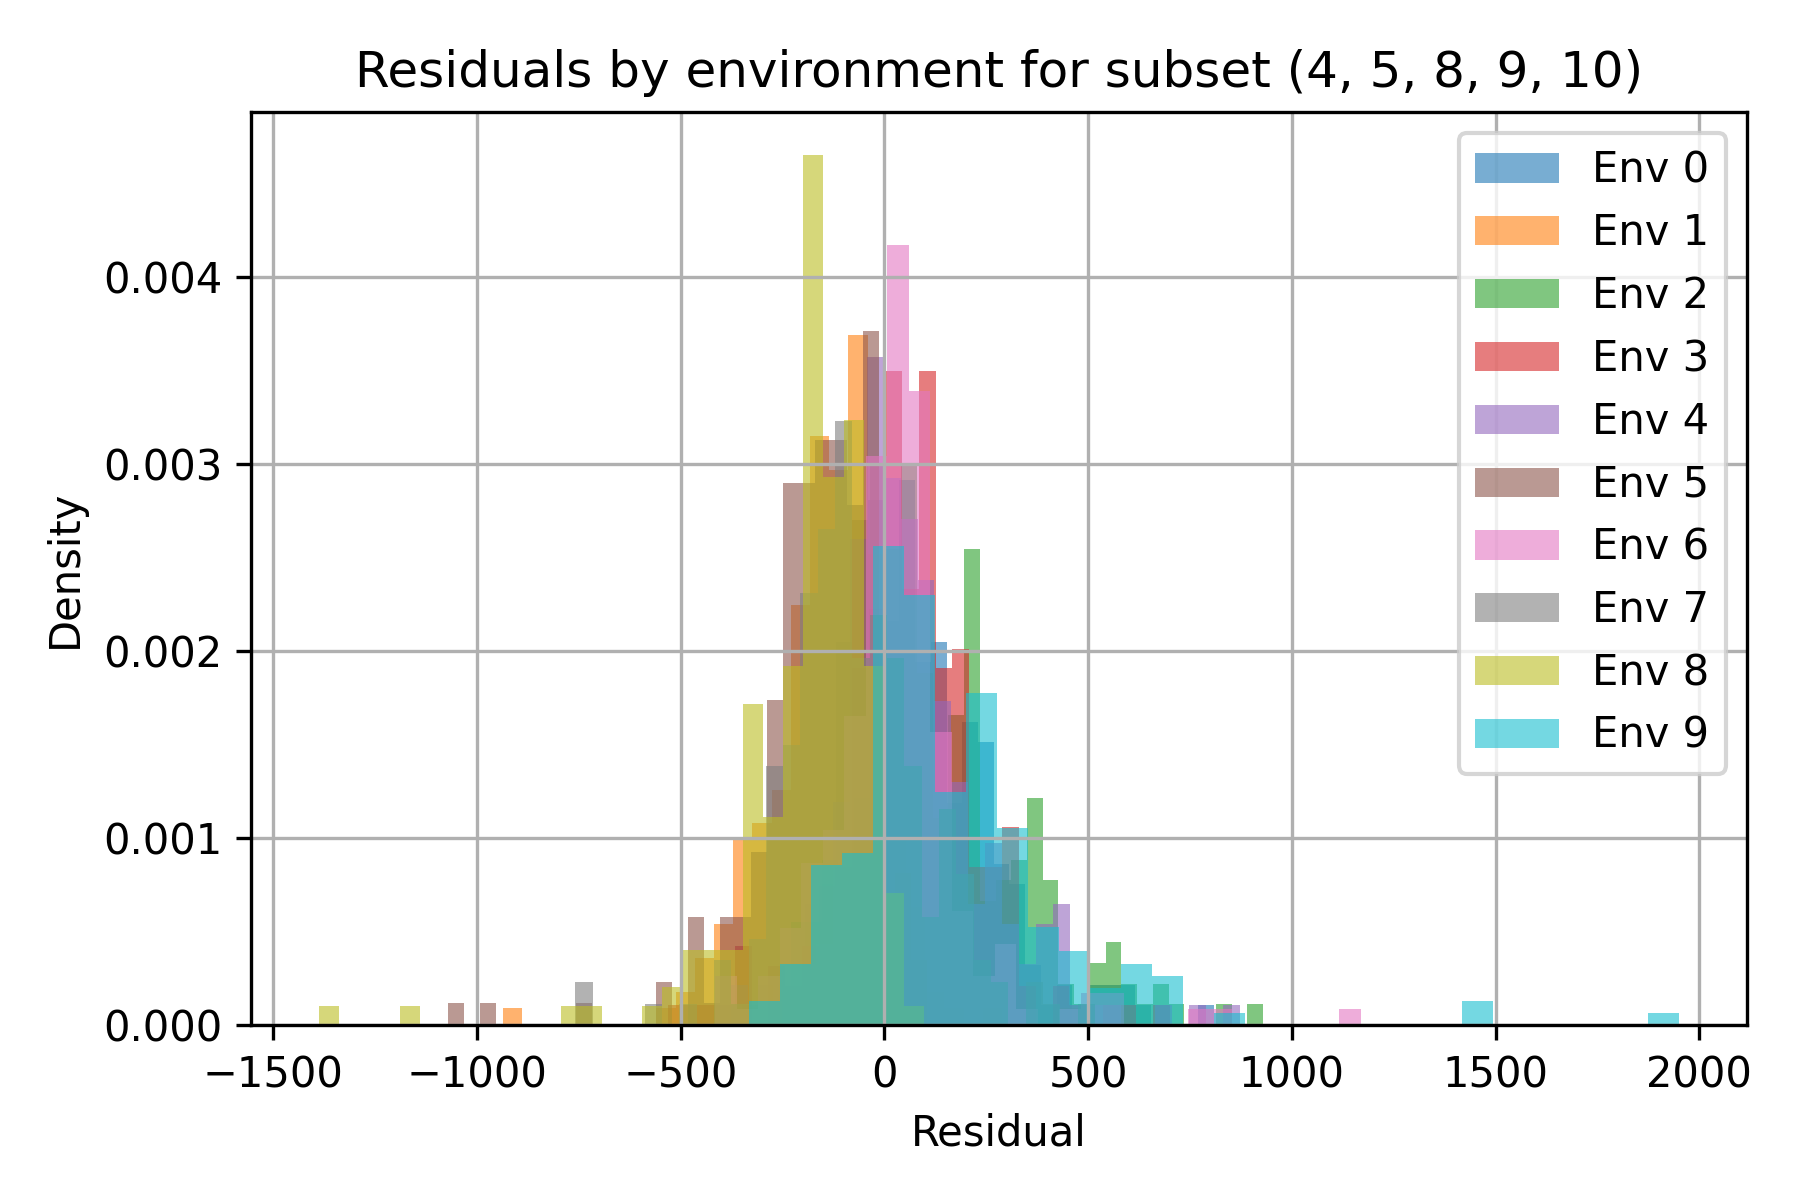 Residuals by environment for subset (4, 5, 8, 9, 10)
Env 0
Env 1
Env 2
Env 3
Env 4
Env 5
Env 6
Env 7
Env 8
Env 9
0.004
0.003
0.002
0.001
0.000
Density
−1500 −1000 −500 0 500 1000 1500 2000
Residual